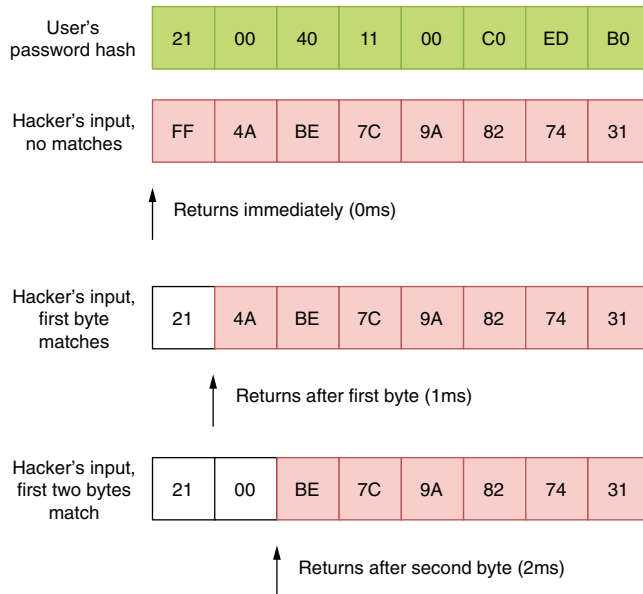 User's
password hash
21 00 40 11 00 C0 ED B0
Hacker's input,
no matches
FF 4A BE 7C 9A 82 74 31
Returns immediately (0ms)
Hacker's input,
first byte
matches
21 4A BE 7C 9A 82 74 31
Returns after first byte (1ms)
Hacker's input,
first two bytes
match
21 00 BE 7C 9A 82 74 31
Returns after second byte (2ms)